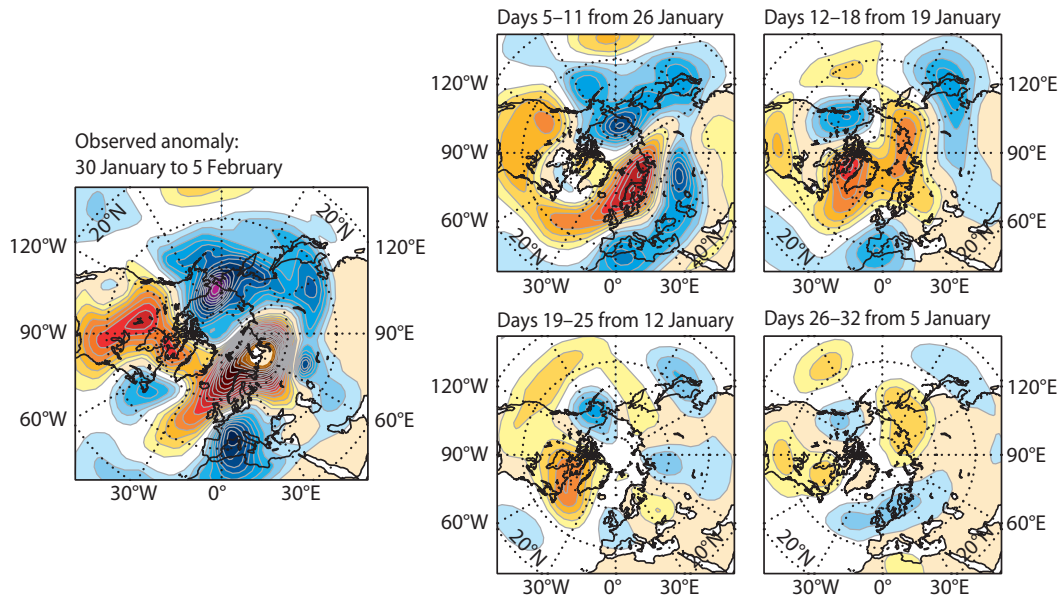 Observed anomaly:
30 January to 5 February
20°N
20°N
120°W
120°E
90°W
90°E
60°W
60°E
30°W
0°
30°E
Days 5–11 from 26 January
Days 12–18 from 19 January
120°W
120°E
90°W
90°E
60°W
60°E
20°N
40°N
20°N
20°N
30°W
0°
30°E
30°W
0°
30°E
Days 19–25 from 12 January
Days 26–32 from 5 January
120°W
120°E
90°W
90°E
60°W
60°E
20°N
20°N
20°N
20°N
30°W
0°
30°E
30°W
0°
30°E